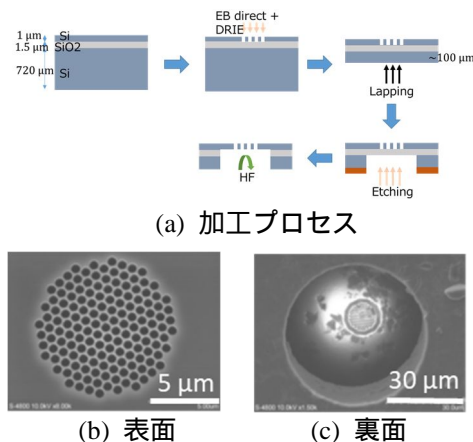 1 μm
Si
1.5 μm
SiO2
720 μm
Si
EB direct +
DRIE
~100 μm
Lapping
HF
Etching
(a) 加工プロセス
5 μm
30 μm
(b) 表面
(c) 裏面